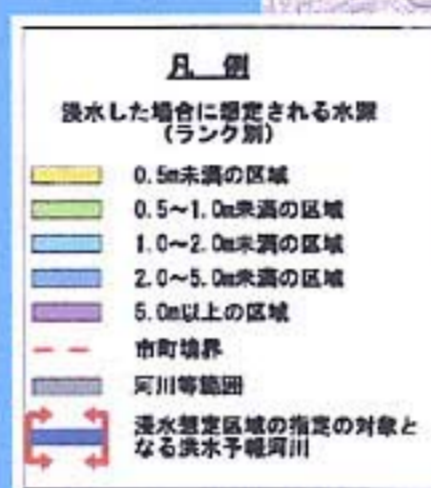 凡 例
浸水した場合に想定される水深
(ランク別)
0.5m未満の区域
0.5～1.0m未満の区域
1.0～2.0m未満の区域
2.0～5.0m未満の区域
5.0m以上の区域
市町境界
河川等範囲
浸水想定区域の指定の対象と
なる洪水予報河川